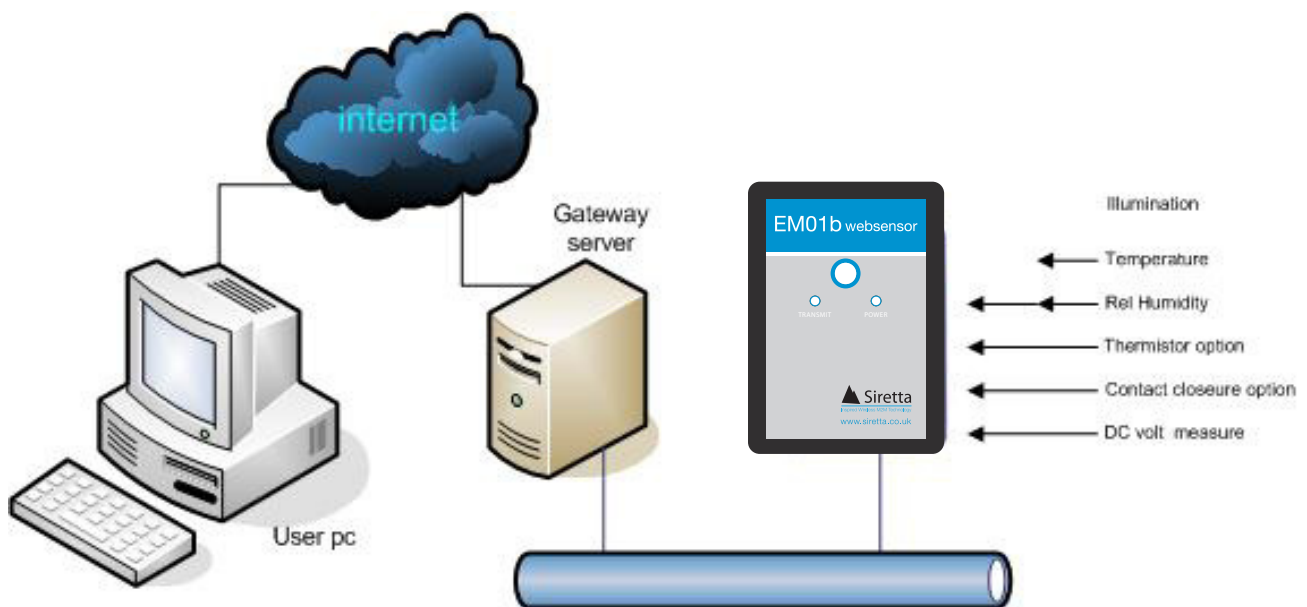 internet
Gateway
server
User pc
EM01b websensor
TRANSMIT
POWER
Siretta
www.siretta.co.uk
Illumination
Temperature
Rel Humidity
Thermistor option
Contact closeure option
DC volt measure